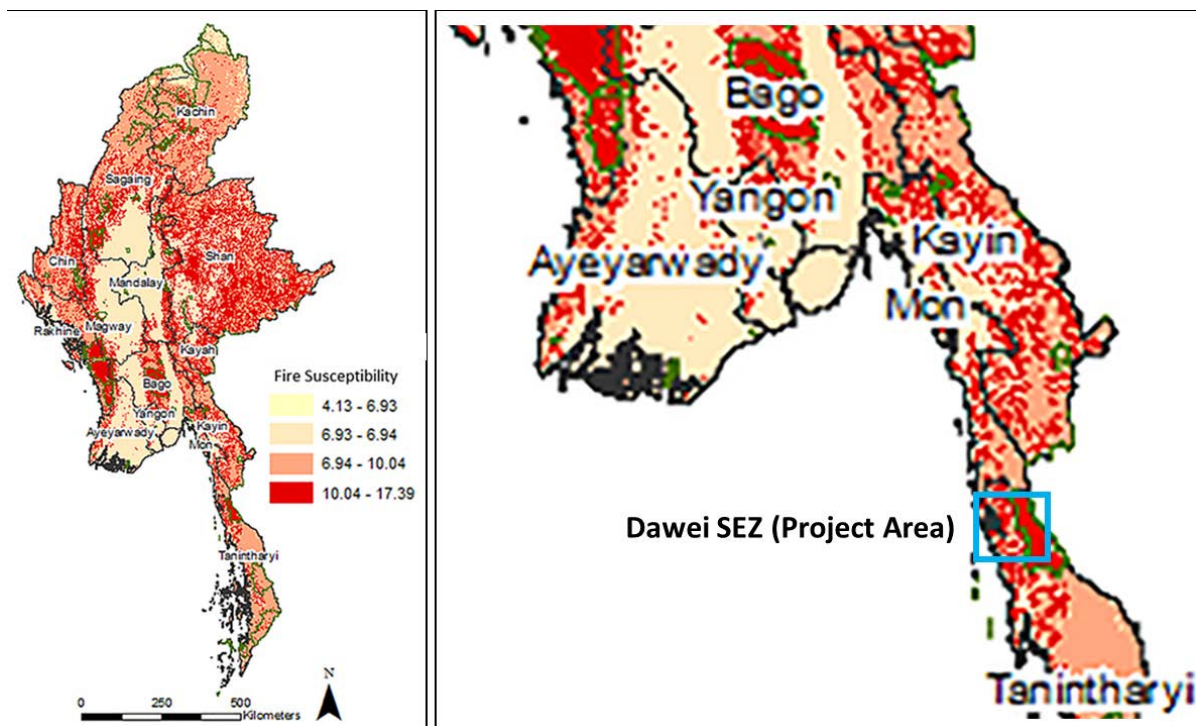 Kachin
Sagaing
Chin
Shan
Mandalay
Rakhine
Magway
Kayah
Bago
Yangon
Ayeyarwady
Kayin
Mon
Tanintharyi
Fire Susceptibility
4.13 - 6.93
6.93 - 6.94
6.94 - 10.04
10.04 - 17.39
N
0 250 500
Kilometers
Bago
Yangon
Ayeyarwady
Kayin
Mon
Dawei SEZ (Project Area)
Tanintharyi